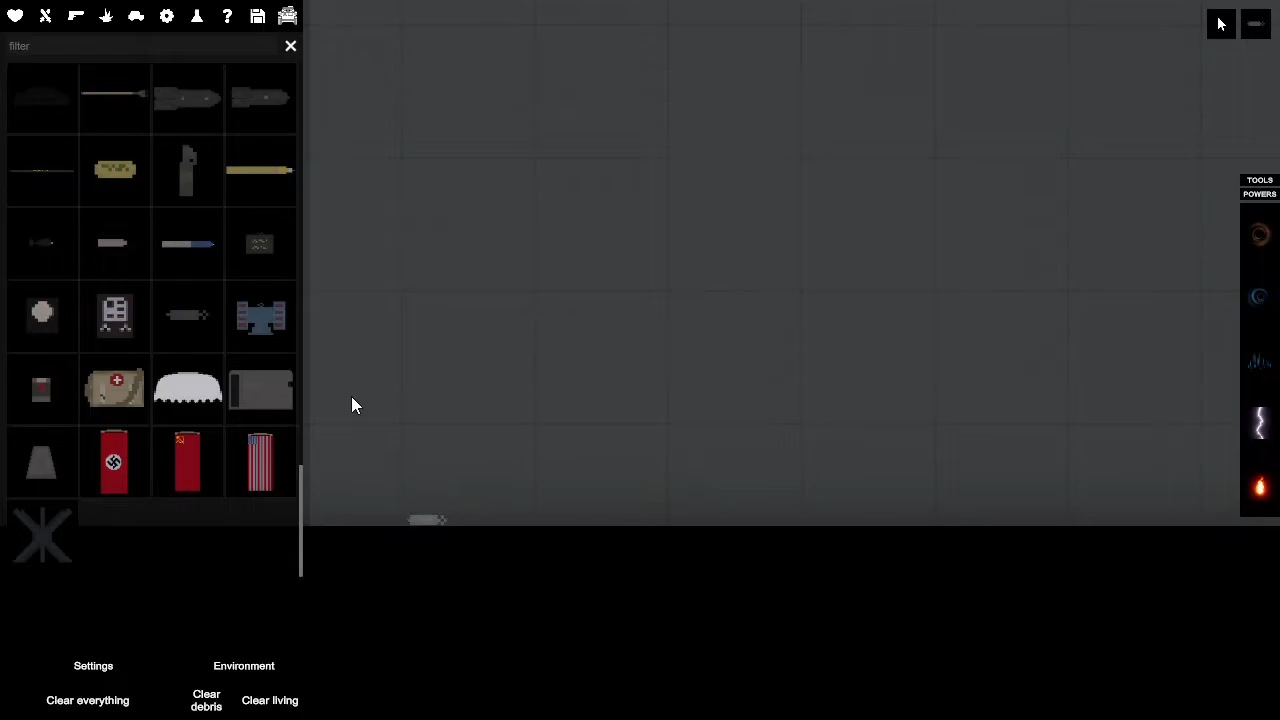 ?
filter
TOOLS
POWERS
Settings
Environment
Clear everything
Clear
debris
Clear living